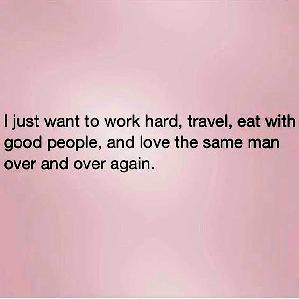 I just want to work hard, travel, eat with
good people, and love the same man
over and over again.